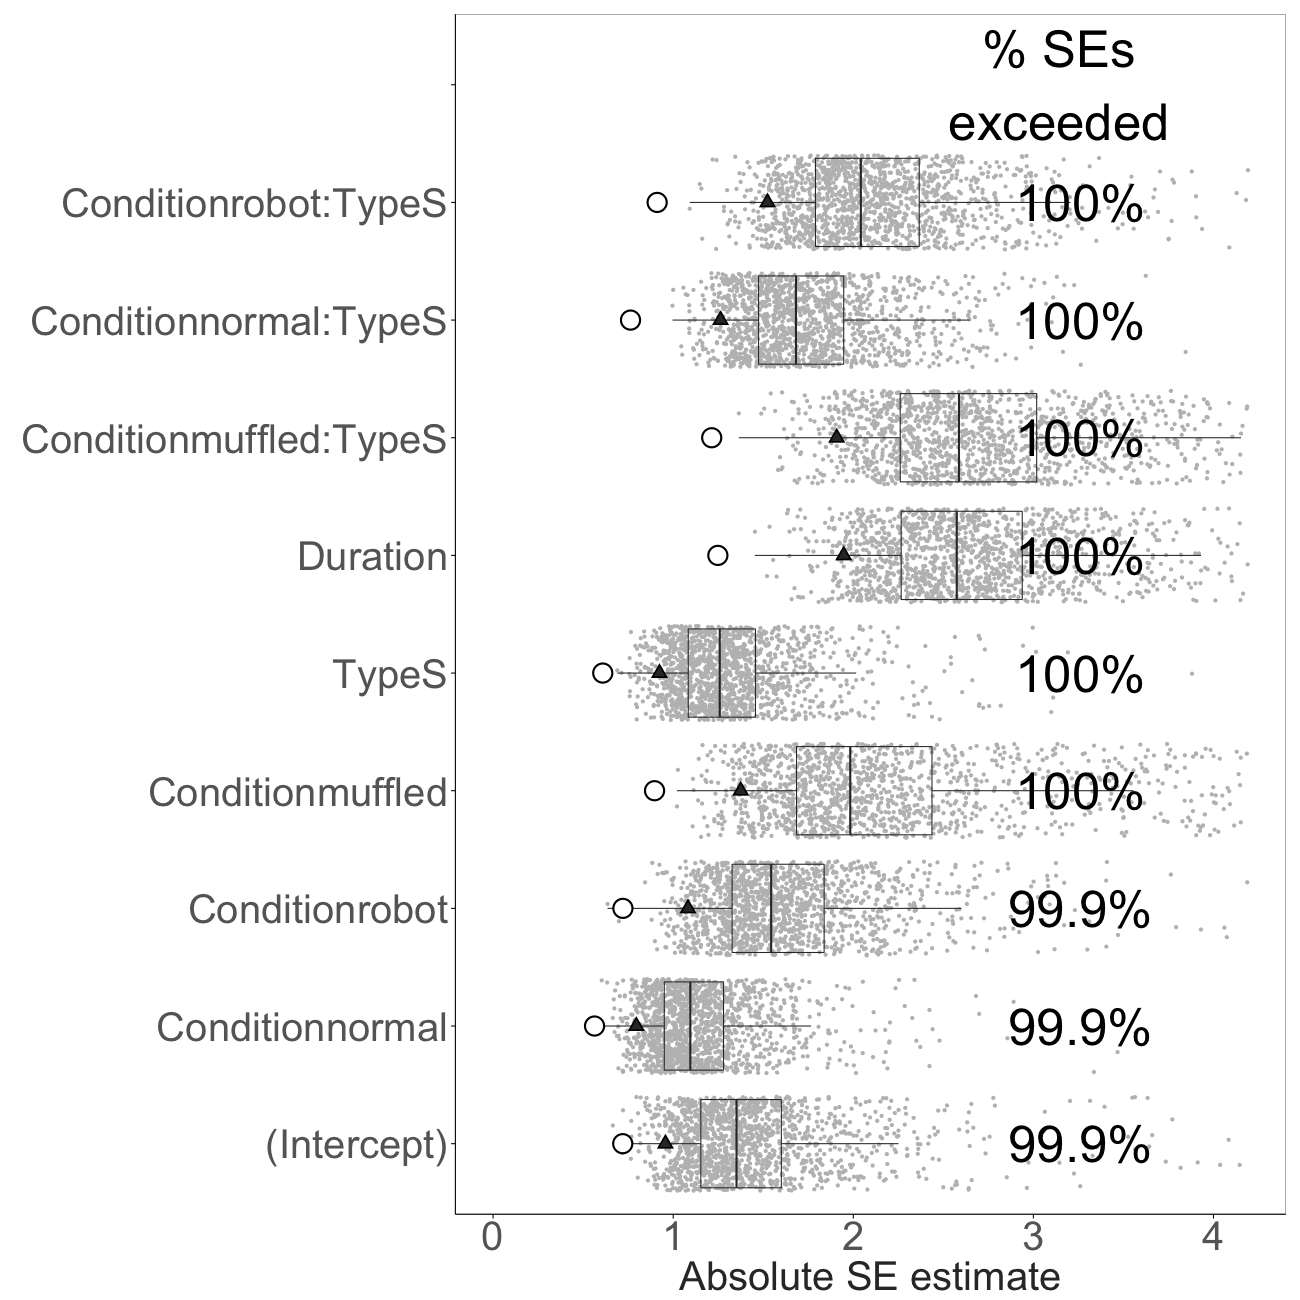 % SEs
exceeded
Conditionrobot:TypeS 100%
Conditionnormal:TypeS 100%
Conditionmuffled:TypeS 100%
Duration 100%
TypeS 100%
Conditionmuffled 100%
Conditionrobot 99.9%
Conditionnormal 99.9%
(Intercept) 99.9%
0 1 2 3 4
Absolute SE estimate